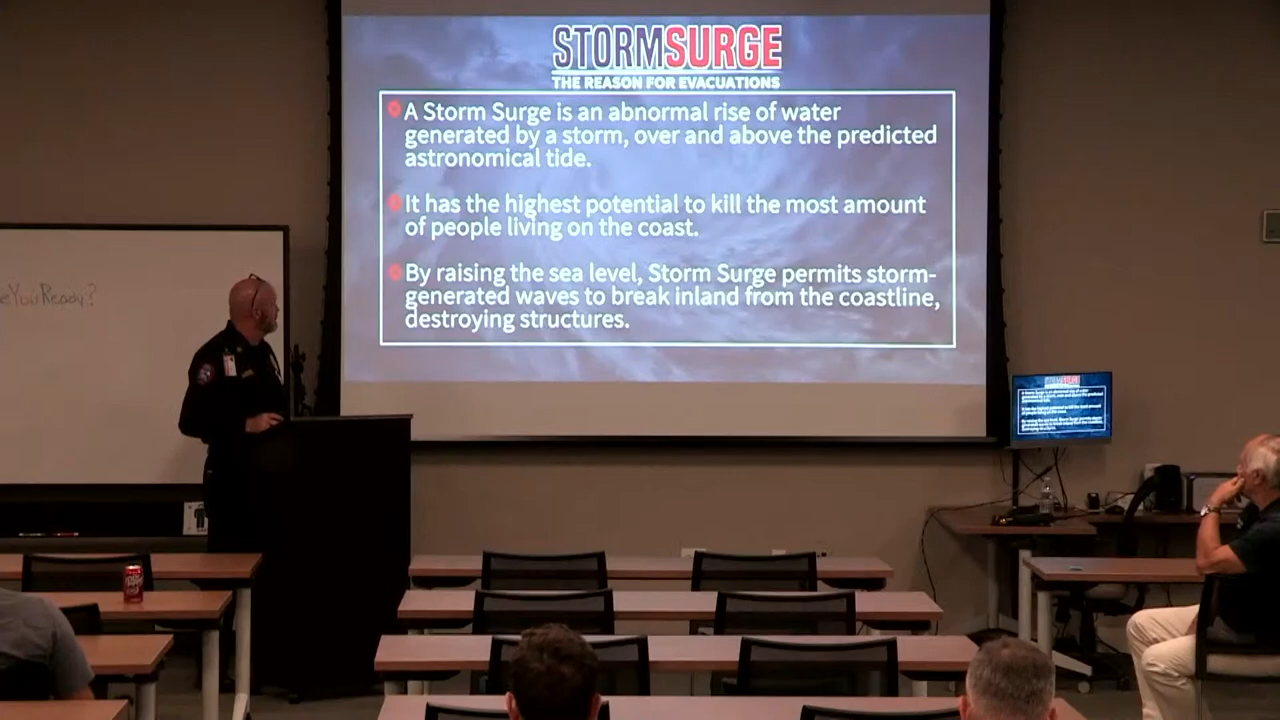 STORMSURGE
THE REASON FOR EVACUATIONS
A Storm Surge is an abnormal rise of water
generated by a storm, over and above the predicted
astronomical tide.
It has the highest potential to kill the most amount
of people living on the coast.
By raising the sea level, Storm Surge permits storm-
generated waves to break inland from the coastline,
destroying structures.
eYouReady?